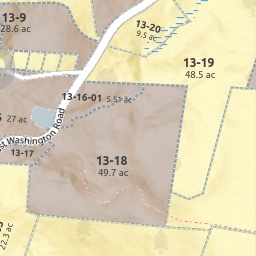 13-9
28.6 ac
13-20
9.5 ac
13-19
48.5 ac
13-16-01 5.51 ac
27 ac
Washington Road
13-17
13-18
49.7 ac
22.3 ac